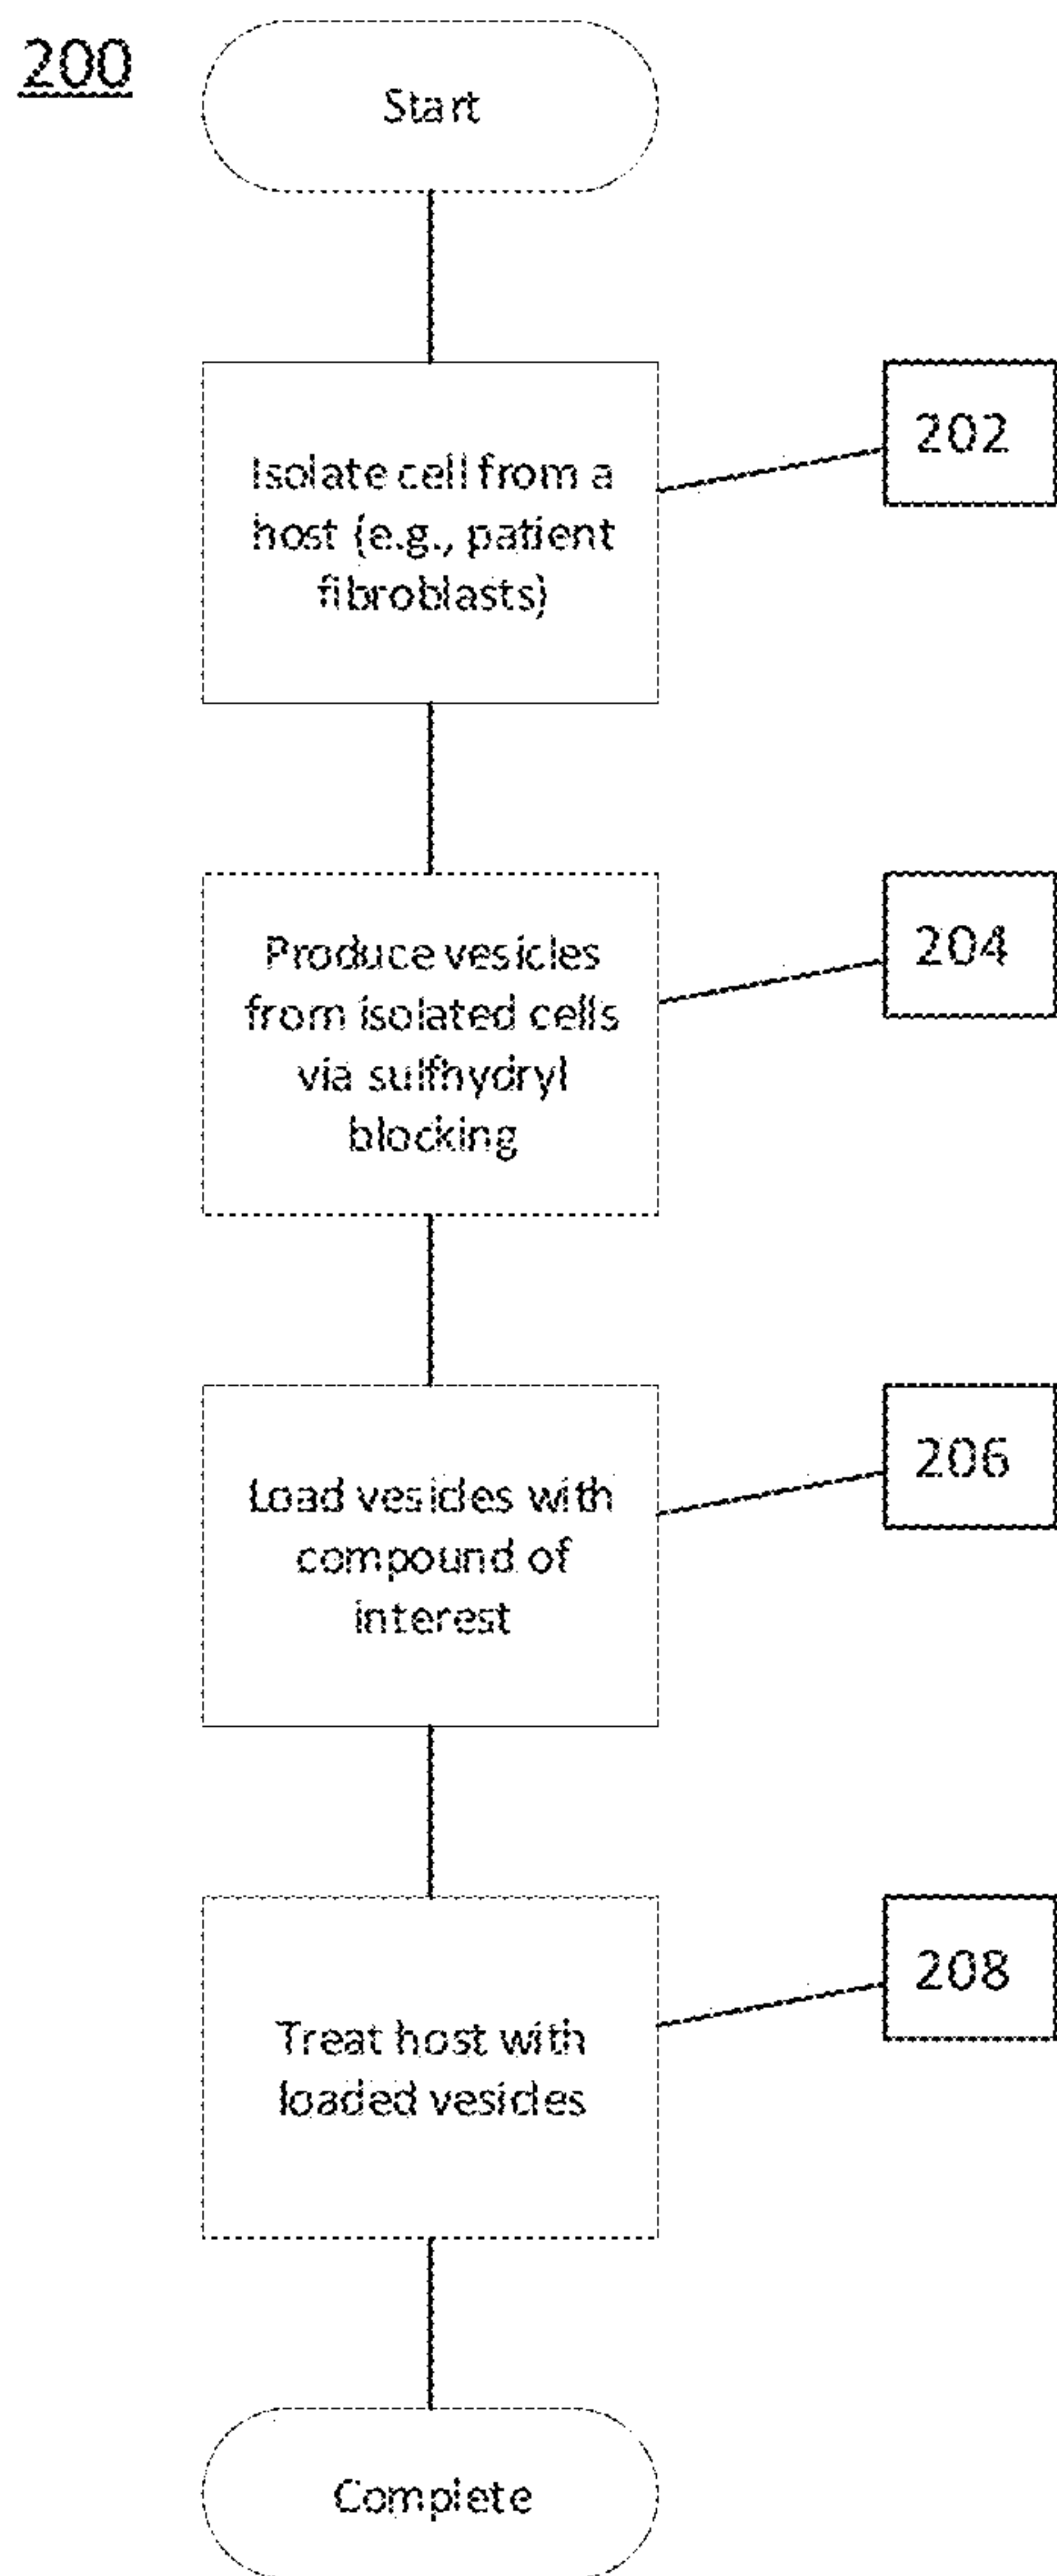 200
Start
Isolate cell from a
host (e.g., patient
fibroblasts)
202
Produce vesicles
from isolated cells
via sulfhydryl
blocking
204
Load vesicles with
compound of
interest
206
Treat host with
loaded vesicles
208
Complete